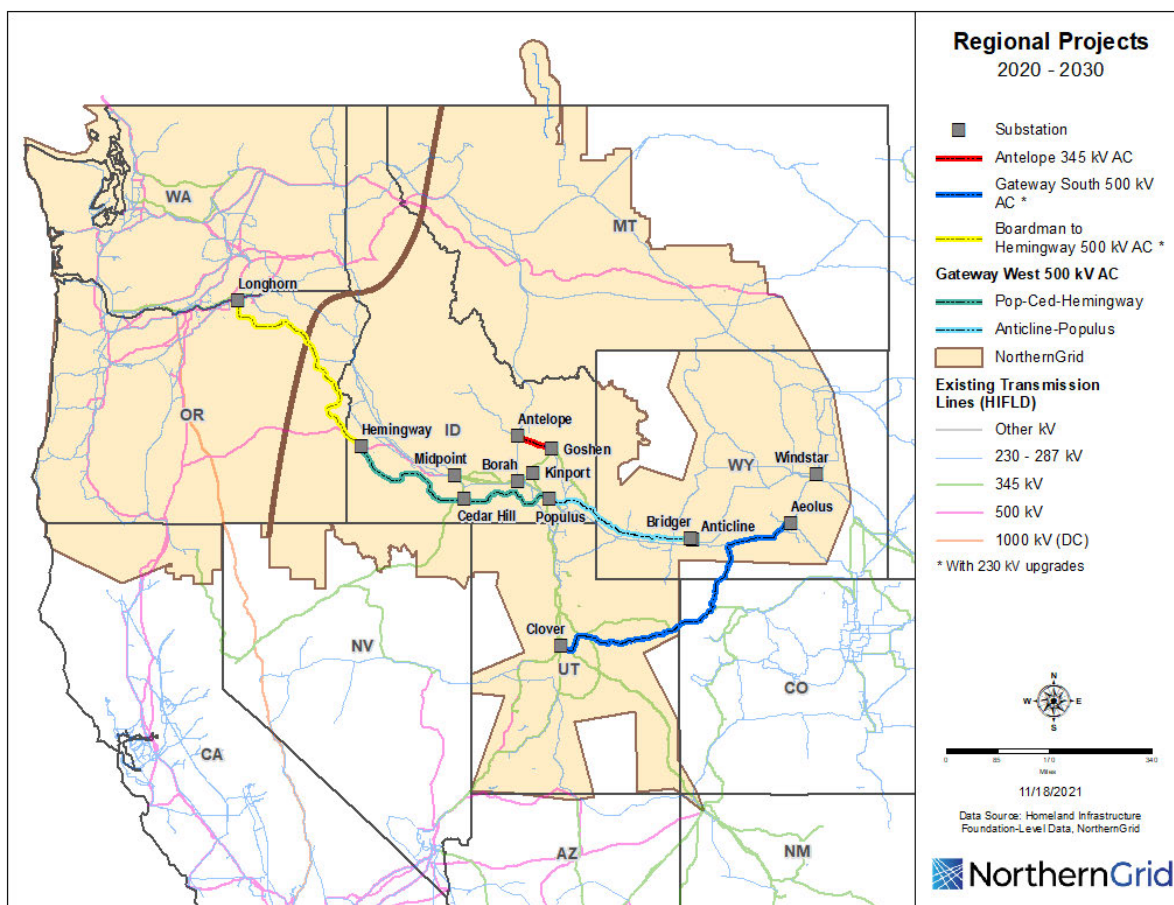 Regional Projects
2020 - 2030
Substation
Antelope 345 kV AC
Gateway South 500 kV
AC *
Boardman to
Hemingway 500 kV AC *
Gateway West 500 kV AC
Pop-Ced-Hemingway
Anticline-Populus
NorthernGrid
Existing Transmission
Lines (HIFLD)
Other kV
230 - 287 kV
345 kV
500 kV
1000 kV (DC)
* With 230 kV upgrades
WA
MT
Longhorn
OR
Hemingway
ID
Antelope
Goshen
Midpoint
Borah
Kinport
WY
Windstar
Cedar Hill
Populus
Bridger
Anticline
Aeolus
Clover
NV
UT
CO
CA
AZ
NM
N
W
E
S
0
85
170
340
Miles
11/18/2021
Data Source: Homeland Infrastructure
Foundation-Level Data, NorthernGrid
NorthernGrid